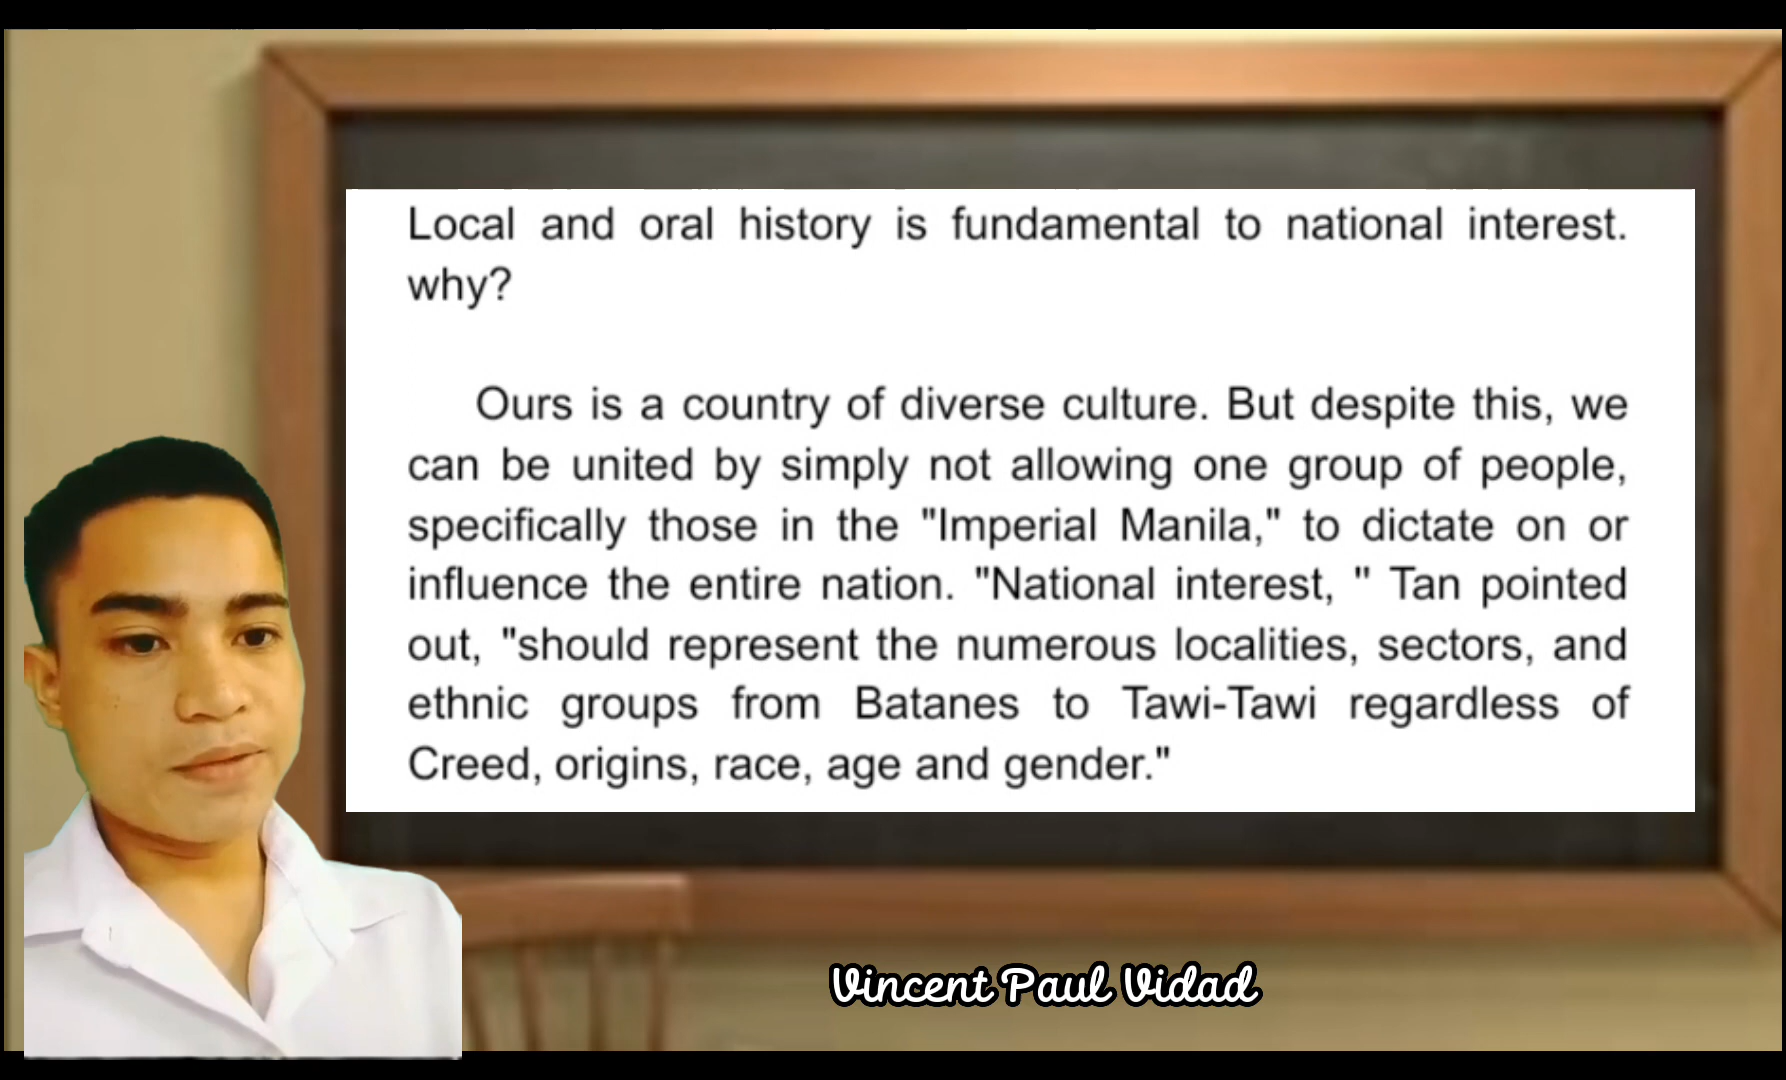 Local and oral history is fundamental to national interest.
why?
Ours is a country of diverse culture. But despite this, we
can be united by simply not allowing one group of people,
specifically those in the "Imperial Manila," to dictate on or
influence the entire nation. "National interest, " Tan pointed
out, "should represent the numerous localities, sectors, and
ethnic groups from Batanes to Tawi-Tawi regardless of
Creed, origins, race, age and gender."
Vincent Paul Vidad